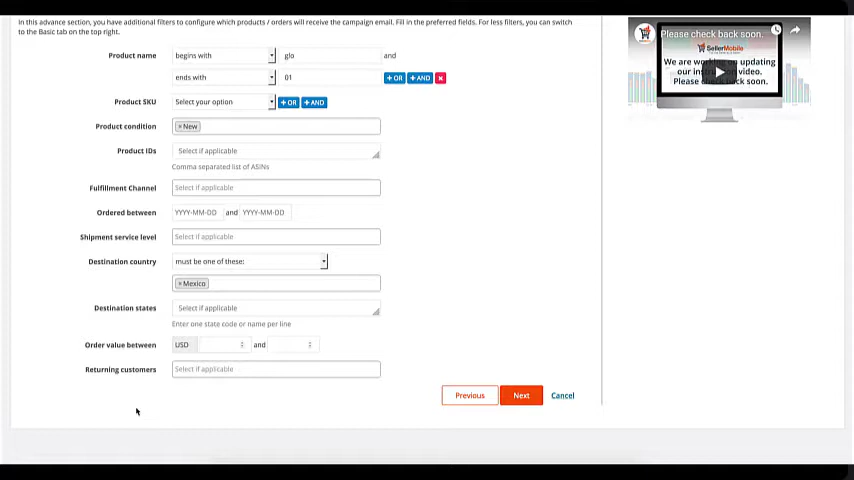 In this advance section, you have additional filters to configure which products / orders will receive the campaign email. Fill in the preferred fields. For less filters, you can switch
to the Basic tab on the top right.
Product name begins with glo and
ends with 01 + OR + AND ×
Product SKU Select your option + OR + AND
Product condition × New
Product IDs Select if applicable
Comma separated list of ASINs
Fulfillment Channel Select if applicable
Ordered between YYYY-MM-DD and YYYY-MM-DD
Shipment service level Select if applicable
Destination country must be one of these:
× Mexico
Destination states Select if applicable
Enter one state code or name per line
Order value between USD and
Returning customers Select if applicable
Previous Next Cancel
Please check back soon.
SellerMobile
We are working on updating
our instruction video.
Please check back soon.